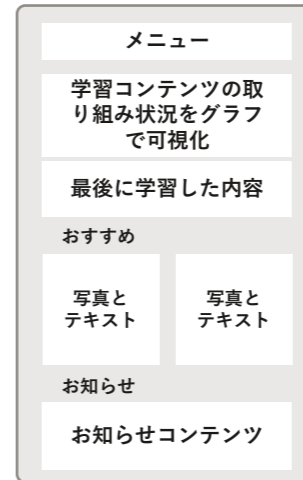 メニュー
学習コンテンツの取
り組み状況をグラフ
で可視化
最後に学習した内容
おすすめ
写真と
テキスト
写真と
テキスト
お知らせ
お知らせコンテンツ